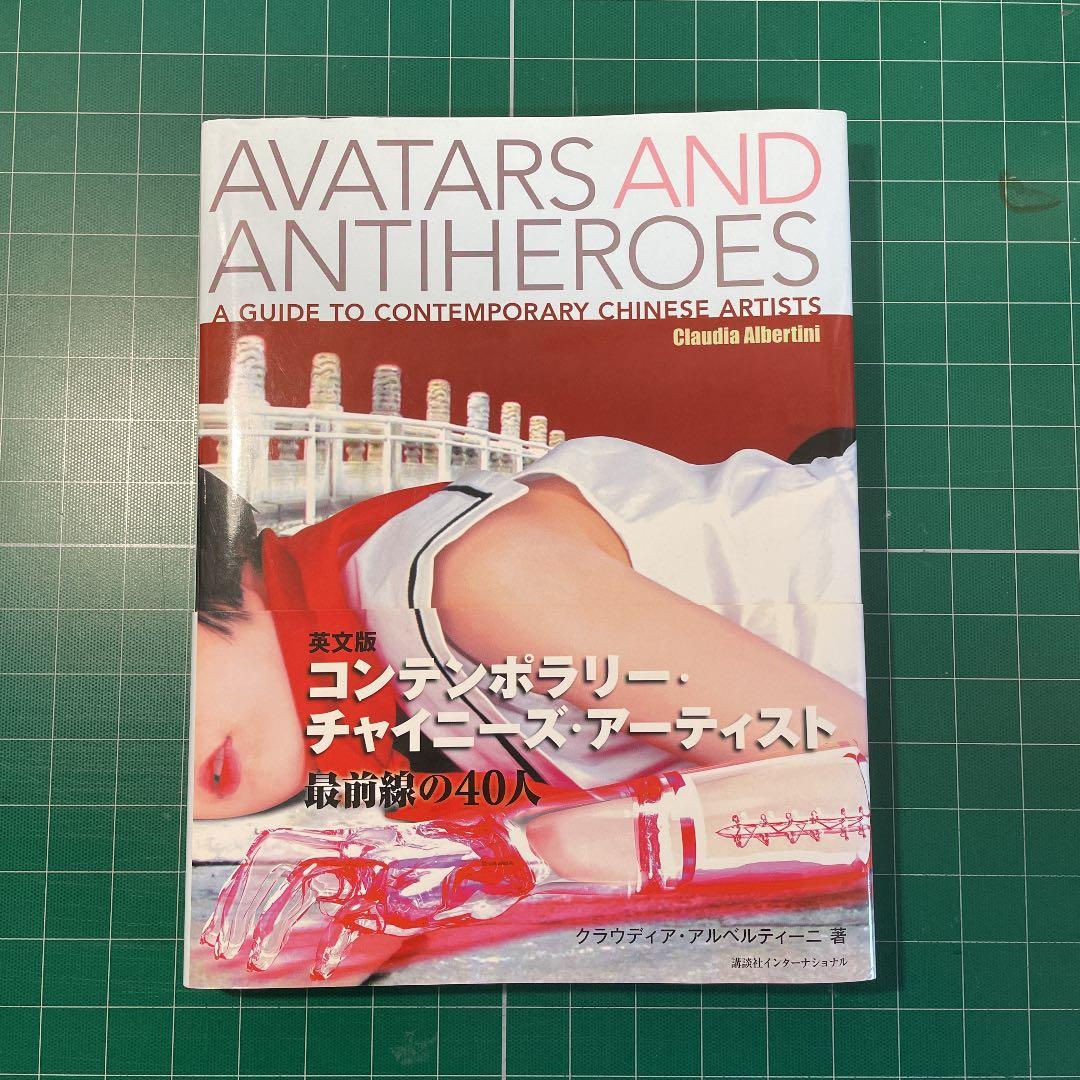 AVATARS AND
ANTIHEROES
A GUIDE TO CONTEMPORARY CHINESE ARTISTS
Claudia Albertini
英文版
コンテンポラリー・
チャイニーズ・アーティスト
最前線の40人
クラウディア・アルベルティーニ 著
講談社インターナショナル